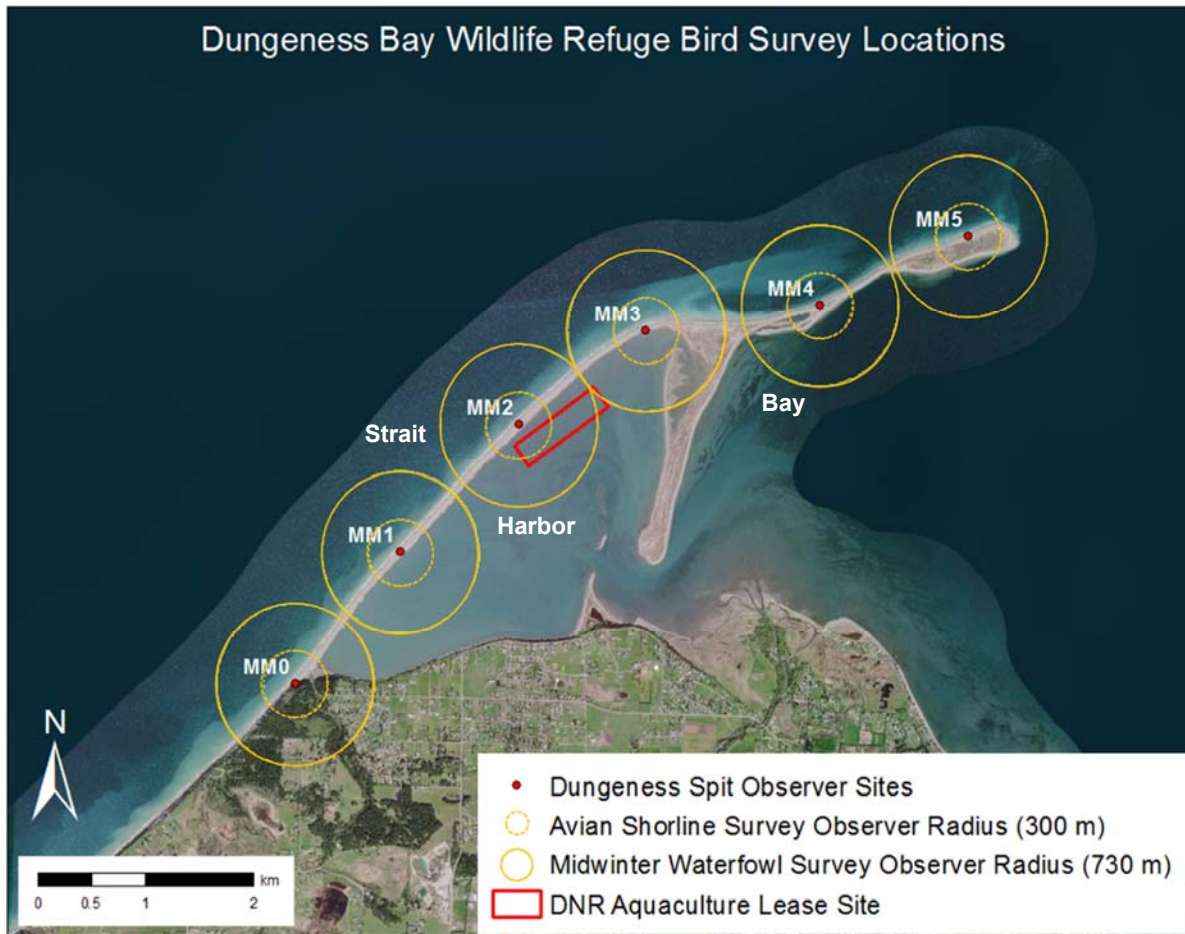 Dungeness Bay Wildlife Refuge Bird Survey Locations
MM5
MM4
MM3
Bay
MM2
Strait
Harbor
MM1
MM0
N
Dungeness Spit Observer Sites
Avian Shorline Survey Observer Radius (300 m)
Midwinter Waterfowl Survey Observer Radius (730 m)
DNR Aquaculture Lease Site
km
0 0.5 1 2